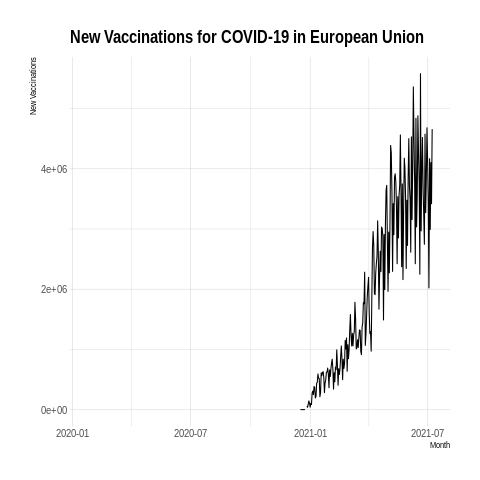 New Vaccinations for COVID-19 in European Union
New Vaccinations
4e+06
2e+06
0e+00
2020-01 2020-07 2021-01 2021-07
Month